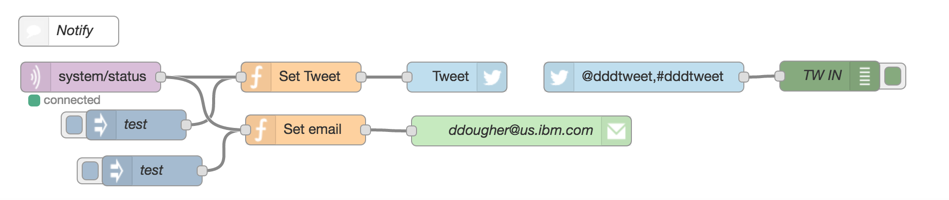 Notify
system/status
Set Tweet
Tweet
@dddtweet,#dddtweet
TW IN
connected
test
Set email
ddougher@us.ibm.com
test